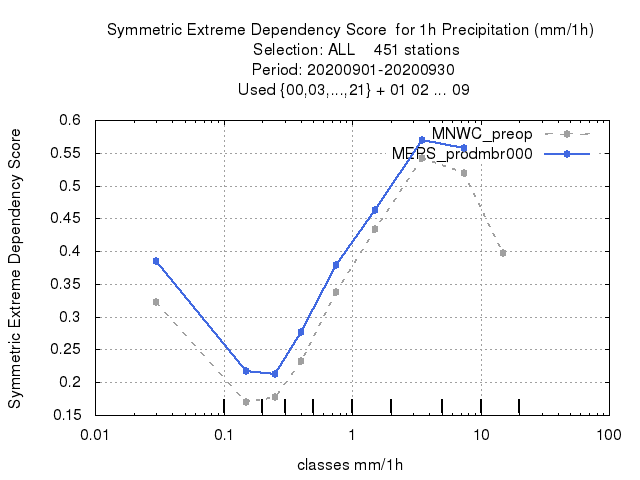 Symmetric Extreme Dependency Score  for 1h Precipitation (mm/1h)
Selection: ALL    451 stations
Period: 20200901-20200930
Used {00,03,...,21} + 01 02 ... 09
Symmetric Extreme Dependency Score
0.6
0.55
0.5
0.45
0.4
0.35
0.3
0.25
0.2
0.15
MNWC_preop
MEPS_prodmbr000
0.01 0.1 1 10 100
classes mm/1h